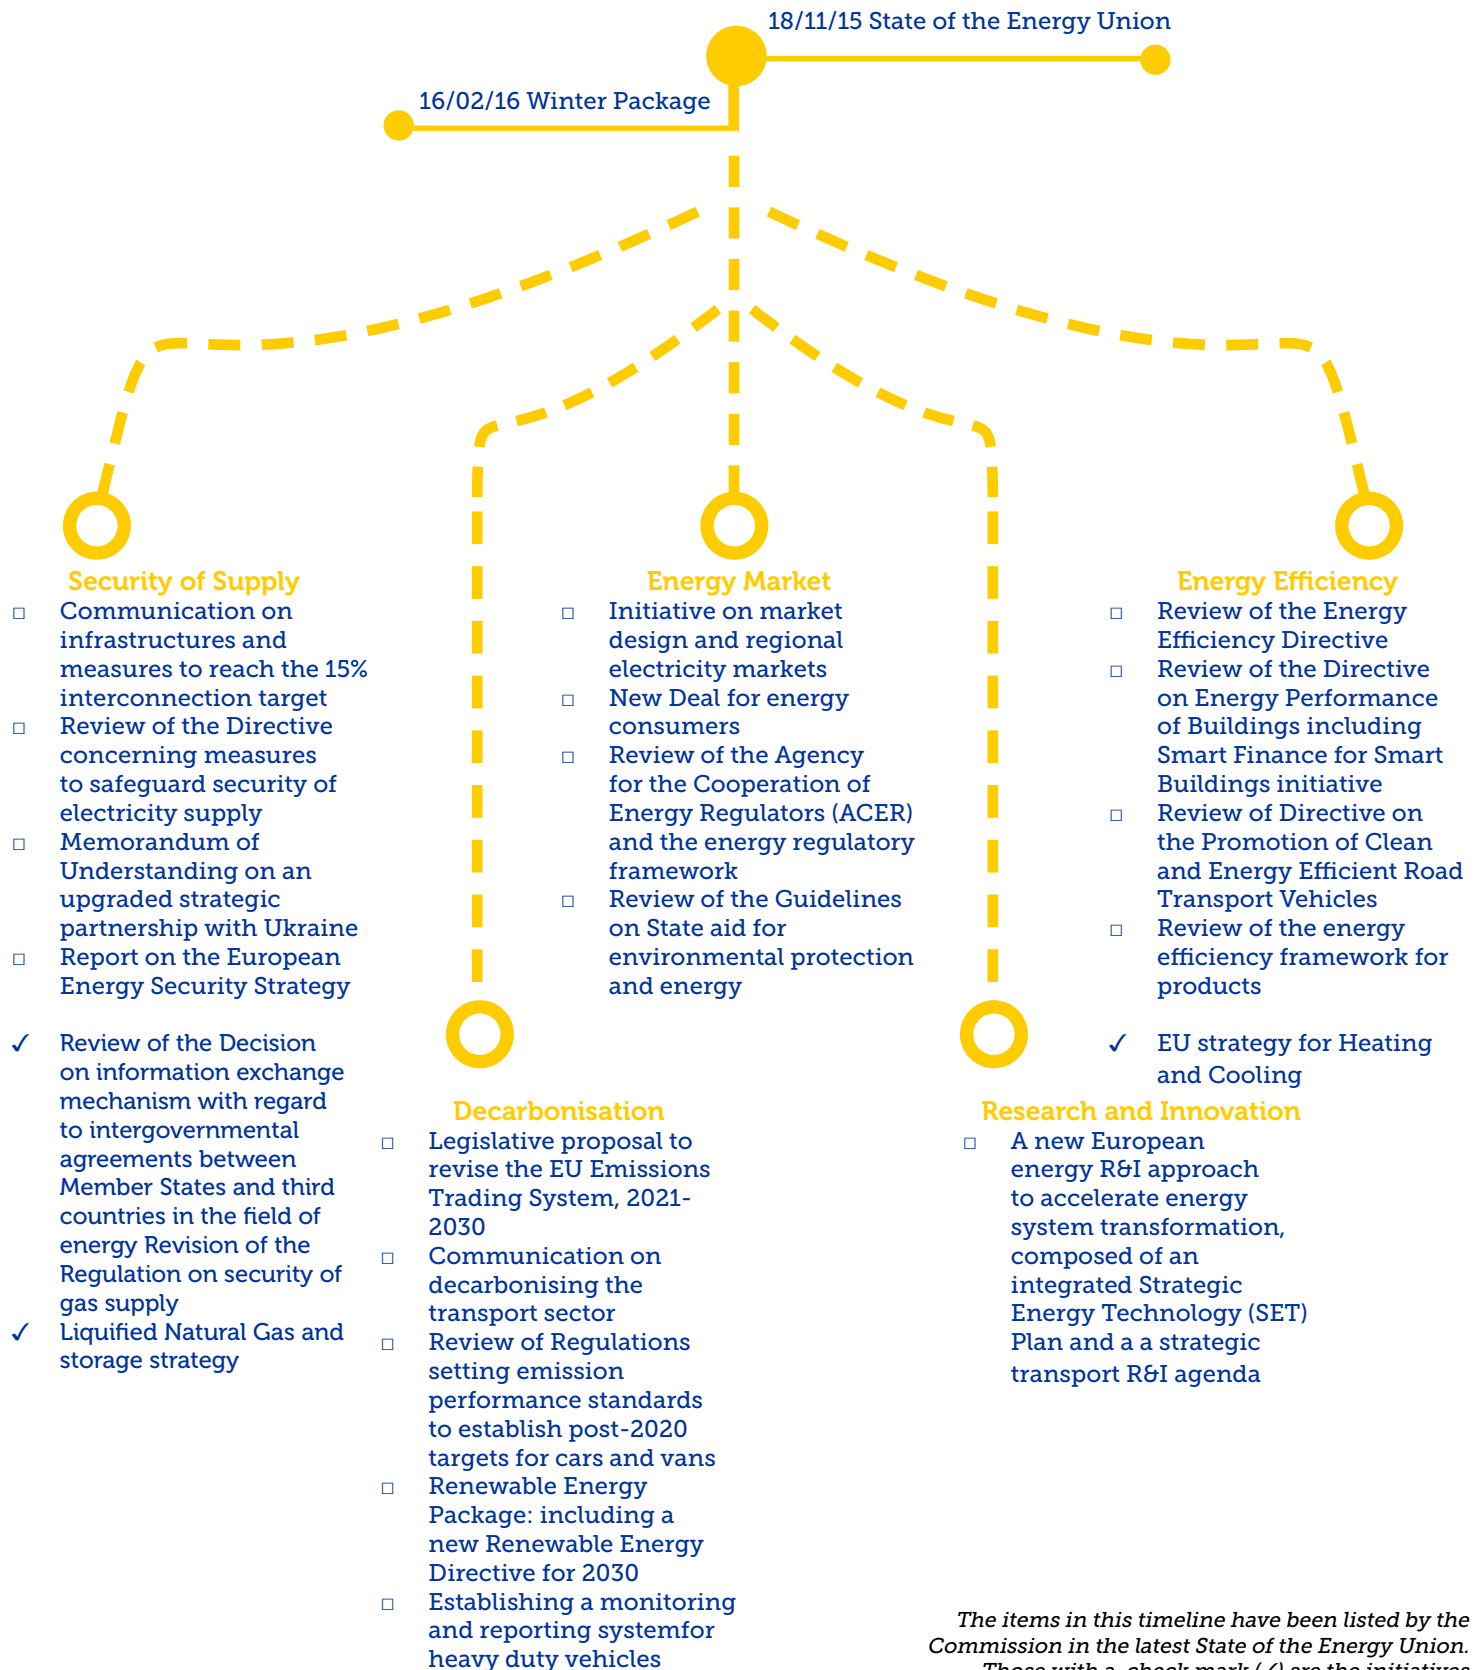 18/11/15 State of the Energy Union
16/02/16 Winter Package
Security of Supply
□ Communication on
infrastructures and
measures to reach the 15%
interconnection target
□ Review of the Directive
concerning measures
to safeguard security of
electricity supply
□ Memorandum of
Understanding on an
upgraded strategic
partnership with Ukraine
□ Report on the European
Energy Security Strategy
✓ Review of the Decision
on information exchange
mechanism with regard
to intergovernmental
agreements between
Member States and third
countries in the field of
energy Revision of the
Regulation on security of
gas supply
✓ Liquified Natural Gas and
storage strategy
Decarbonisation
□ Legislative proposal to
revise the EU Emissions
Trading System, 2021-
2030
□ Communication on
decarbonising the
transport sector
□ Review of Regulations
setting emission
performance standards
to establish post-2020
targets for cars and vans
□ Renewable Energy
Package: including a
new Renewable Energy
Directive for 2030
□ Establishing a monitoring
and reporting systemfor
heavy duty vehicles
Energy Market
□ Initiative on market
design and regional
electricity markets
□ New Deal for energy
consumers
□ Review of the Agency
for the Cooperation of
Energy Regulators (ACER)
and the energy regulatory
framework
□ Review of the Guidelines
on State aid for
environmental protection
and energy
Research and Innovation
□ A new European
energy R&I approach
to accelerate energy
system transformation,
composed of an
integrated Strategic
Energy Technology (SET)
Plan and a a strategic
transport R&I agenda
Energy Efficiency
□ Review of the Energy
Efficiency Directive
□ Review of the Directive
on Energy Performance
of Buildings including
Smart Finance for Smart
Buildings initiative
□ Review of Directive on
the Promotion of Clean
and Energy Efficient Road
Transport Vehicles
□ Review of the energy
efficiency framework for
products
✓ EU strategy for Heating
and Cooling
The items in this timeline have been listed by the
Commission in the latest State of the Energy Union.
Those with a check mark (✓) are the initiatives